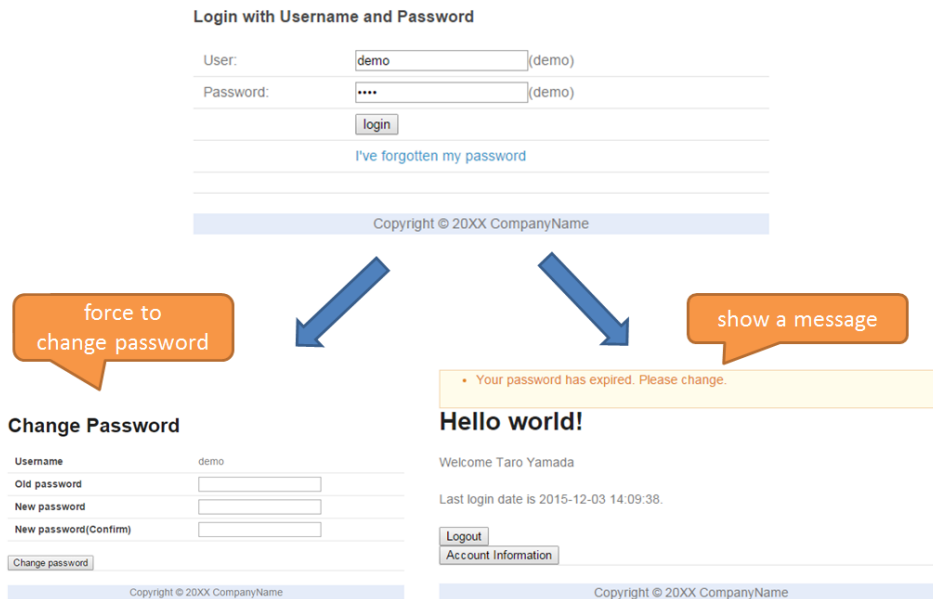 Login with Username and Password
User: demo (demo)
Password: •••• (demo)
login
I've forgotten my password
Copyright © 20XX CompanyName
force to
change password
show a message
• Your password has expired. Please change.
Change Password
Username demo
Old password
New password
New password(Confirm)
Change password
Copyright © 20XX CompanyName
Hello world!
Welcome Taro Yamada
Last login date is 2015-12-03 14:09:38.
Logout
Account Information
Copyright © 20XX CompanyName